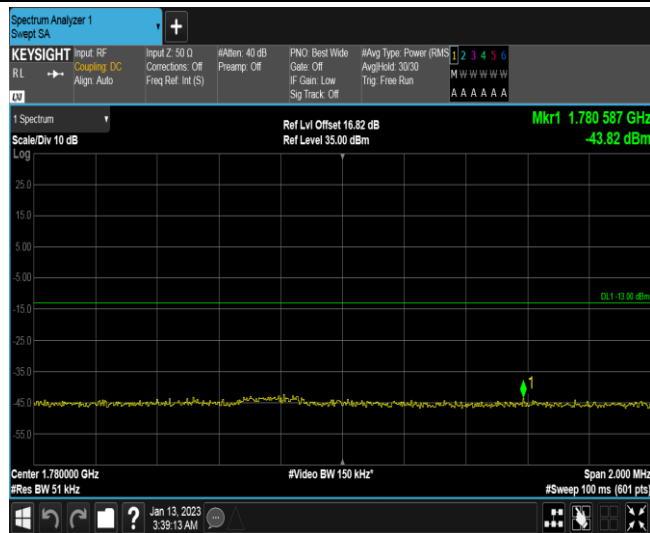 Spectrum Analyzer 1
Swept SA
+
KEYSIGHT
RL
Input: RF
Coupling: DC
Align: Auto
Input Z: 50 Ω
Corrections: Off
Freq Ref: Int (S)
#Atten: 40 dB
Preamp: Off
PNO: Best Wide
Gate: Off
IF Gain: Low
Sig Track: Off
#Avg Type: Power (RMS
Avg|Hold: 30/30
Trig: Free Run
1 2 3 4 5 6
M W W W W W
A A A A A A
1 Spectrum
Scale/Div 10 dB
Log
Ref Lvl Offset 16.82 dB
Ref Level 35.00 dBm
Mkr1 1.780 587 GHz
-43.82 dBm
25.0
15.0
5.00
-5.00
DL1 -13.00 dBm
-15.0
-25.0
-35.0
1
-45.0
-55.0
Center 1.780000 GHz
#Video BW 150 kHz*
Span 2.000 MHz
#Res BW 51 kHz
#Sweep 100 ms (601 pts)
?
Jan 13, 2023
3:39:13 AM